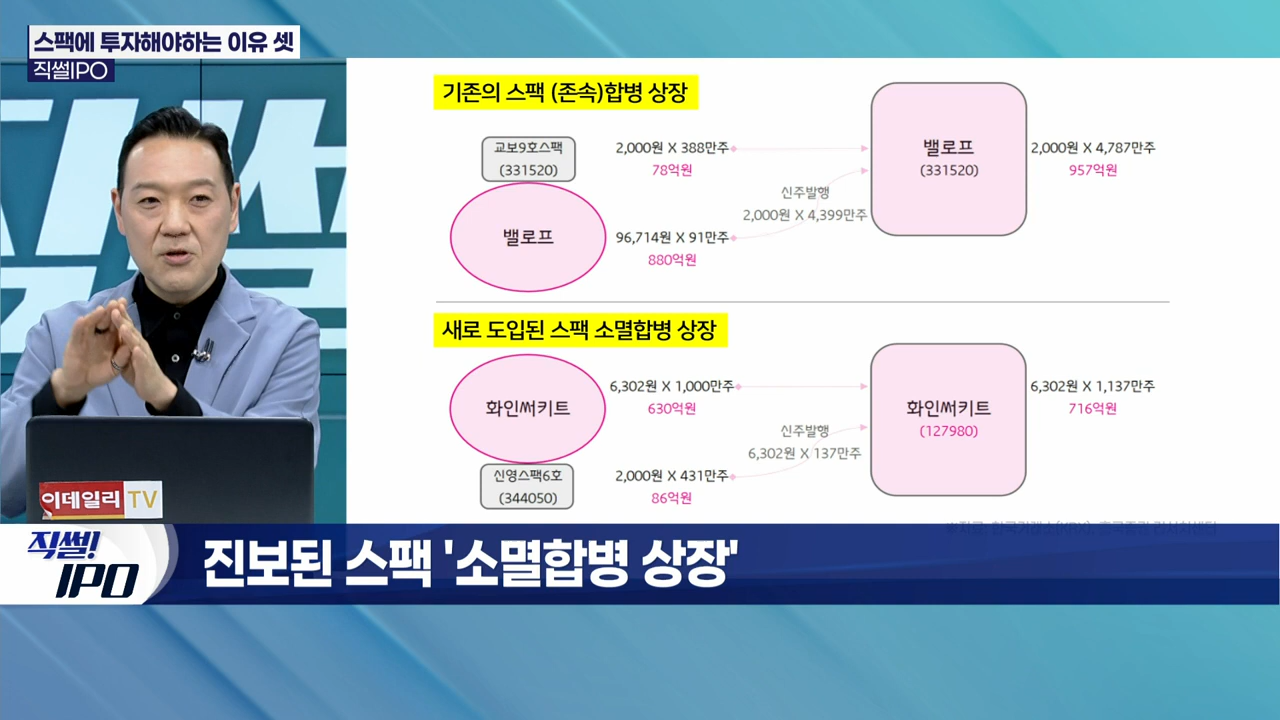 스팩에 투자해야하는 이유 셋
직썰IPO
기존의 스팩 (존속)합병 상장
교보9호스팩
(331520)
2,000원 X 388만주
78억원
밸로프
96,714원 X 91만주
880억원
신주발행
2,000원 X 4,399만주
밸로프
(331520)
2,000원 X 4,787만주
957억원
새로 도입된 스팩 소멸합병 상장
화인써키트
6,302원 X 1,000만주
630억원
신영스팩6호
(344050)
2,000원 X 431만주
86억원
신주발행
6,302원 X 137만주
화인써키트
(127980)
6,302원 X 1,137만주
716억원
이데일리TV
직썰!
IPO
진보된 스팩 '소멸합병 상장'